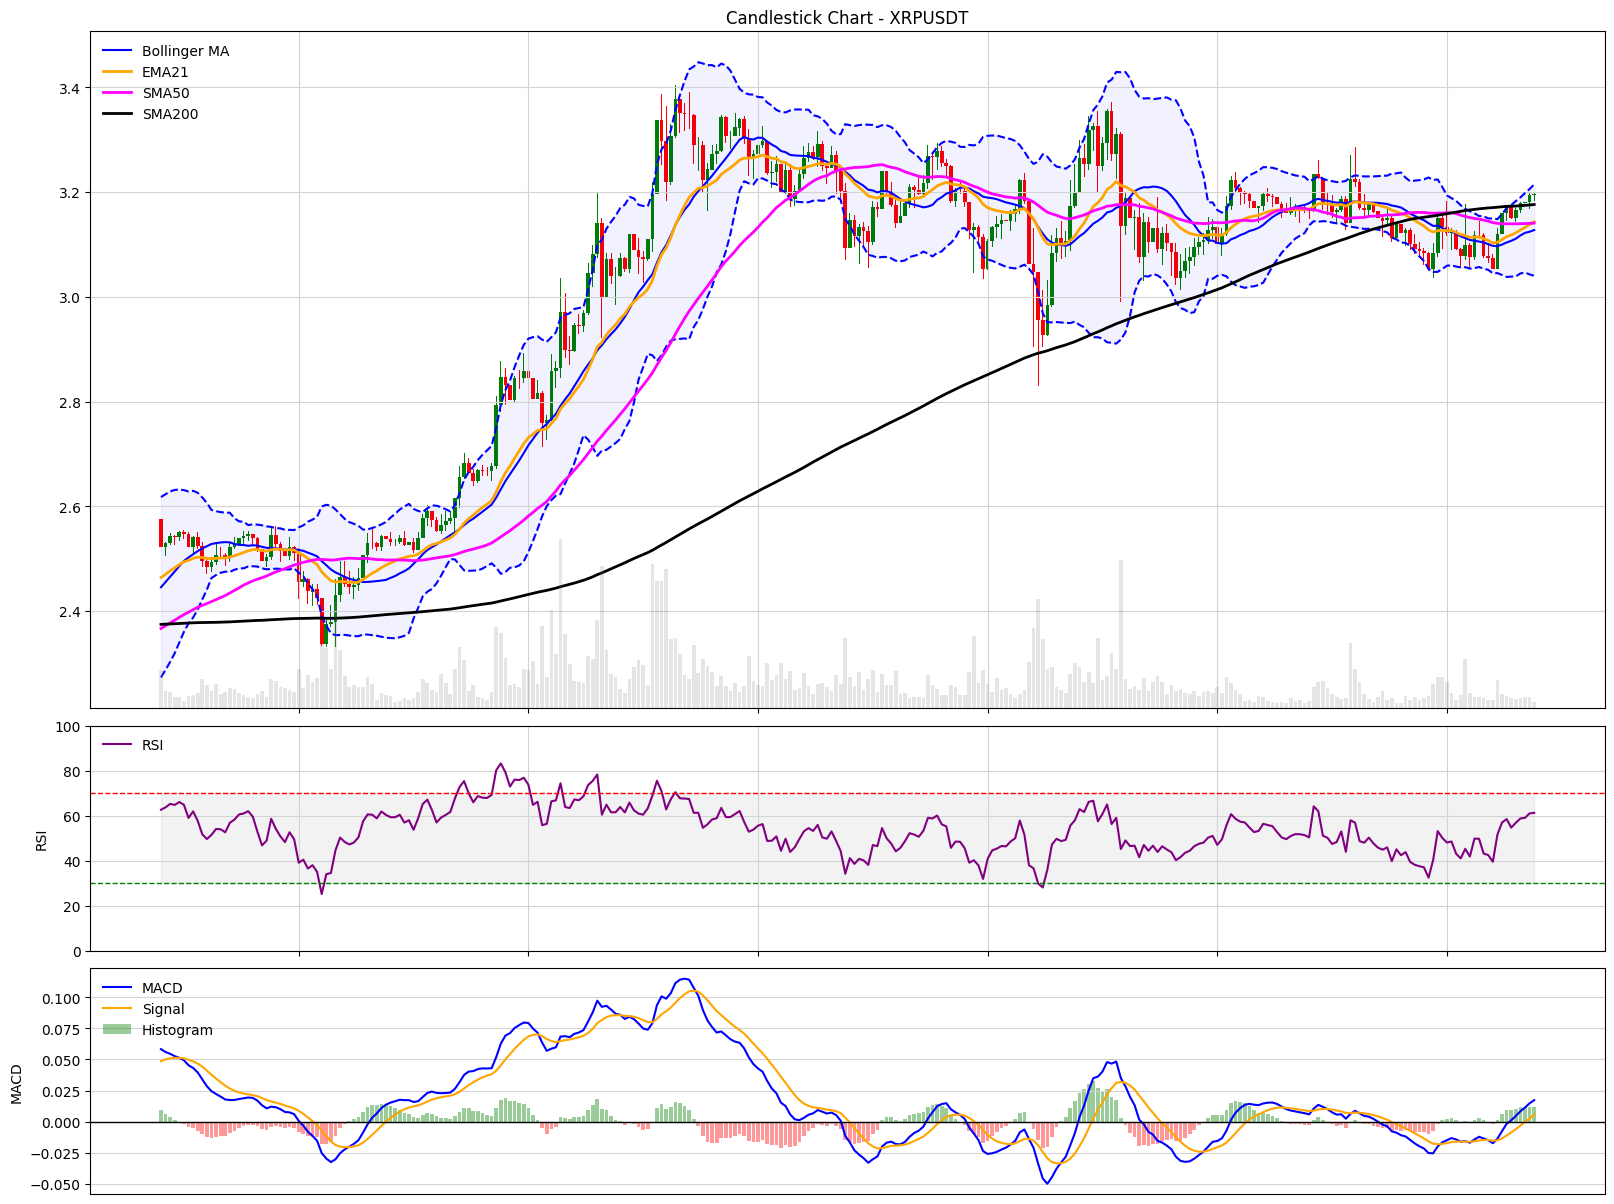 Candlestick Chart - XRPUSDT
Bollinger MA
EMA21
SMA50
SMA200
3.4
3.2
3.0
2.8
2.6
2.4
RSI
100
80
60
40
20
0
RSI
MACD
Signal
Histogram
0.100
0.075
0.050
0.025
0.000
−0.025
−0.050
MACD